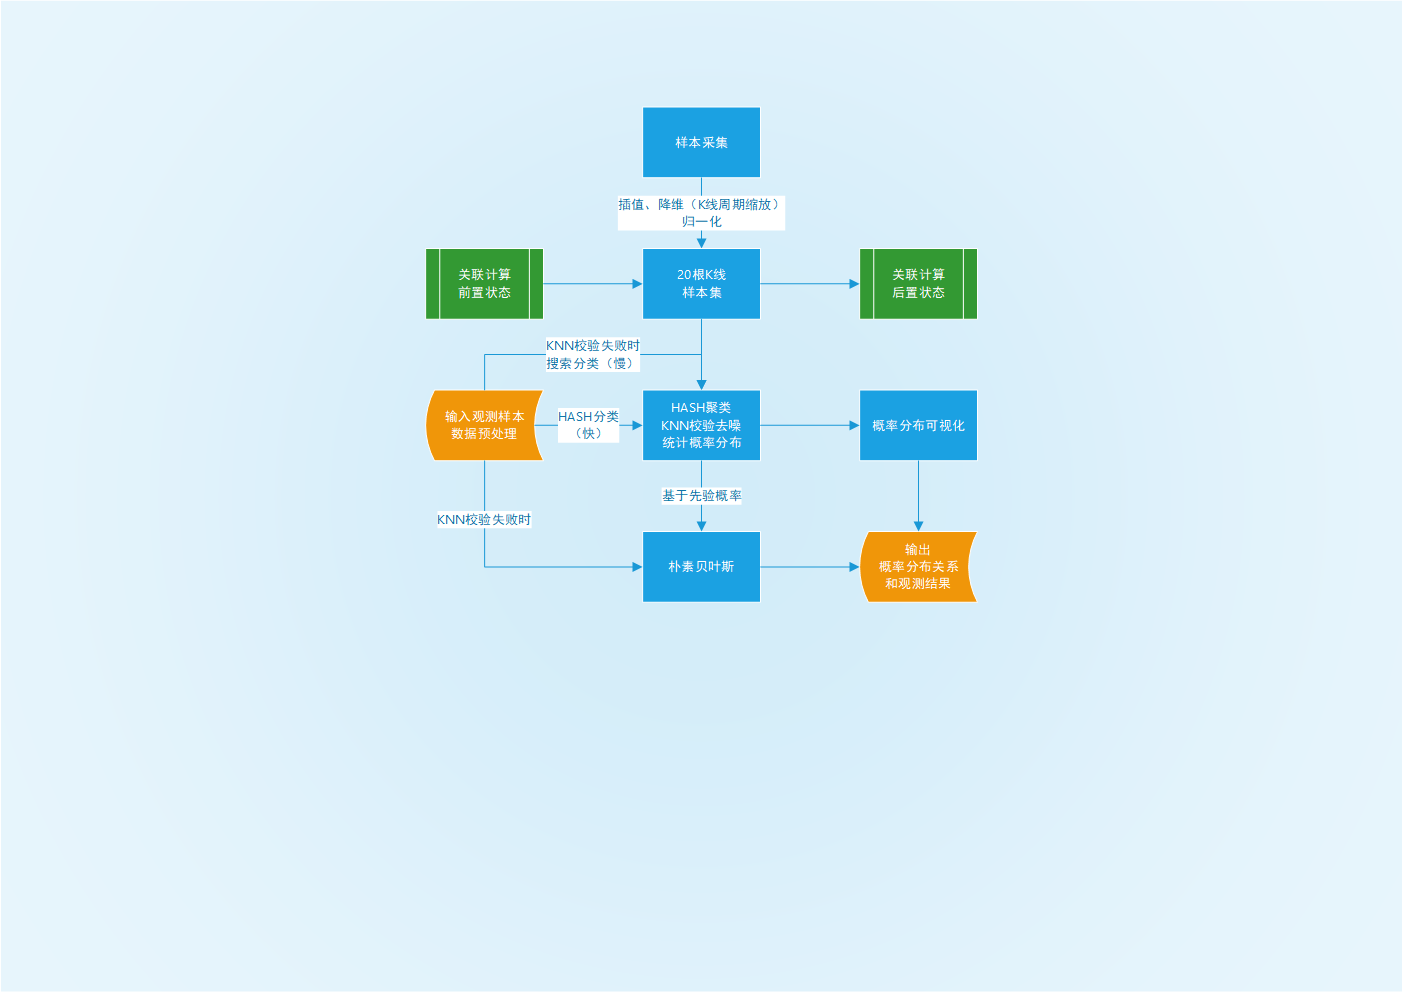 样本采集
插值、降维（K线周期缩放）
归一化
关联计算
前置状态
20根K线
样本集
关联计算
后置状态
KNN校验失败时
搜索分类（慢）
输入观测样本
数据预处理
HASH分类
（快）
HASH聚类
KNN校验去噪
统计概率分布
概率分布可视化
基于先验概率
KNN校验失败时
朴素贝叶斯
输出
概率分布关系
和观测结果